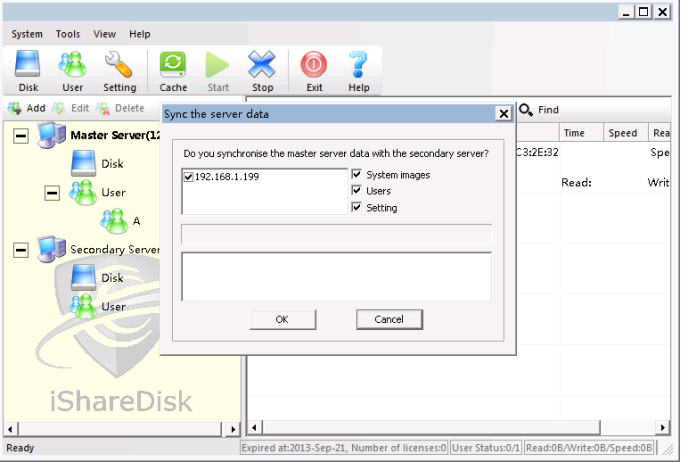 System Tools View Help
Disk User Setting Cache Start Stop Exit Help
Add Edit Delete
Find
Sync the server data
Master Server(12
Time Speed Rea
Do you synchronise the master server data with the secondary server?
C3:2E:32 Spe
Disk
192.168.1.199
System images
Read: Writ
User
Users
Setting
A
Secondary Server
Disk
User
OK Cancel
iShareDisk
Ready
Expired at:2013-Sep-21, Number of licenses:0 User Status:0/1 Read:0B/Write:0B/Speed:0B